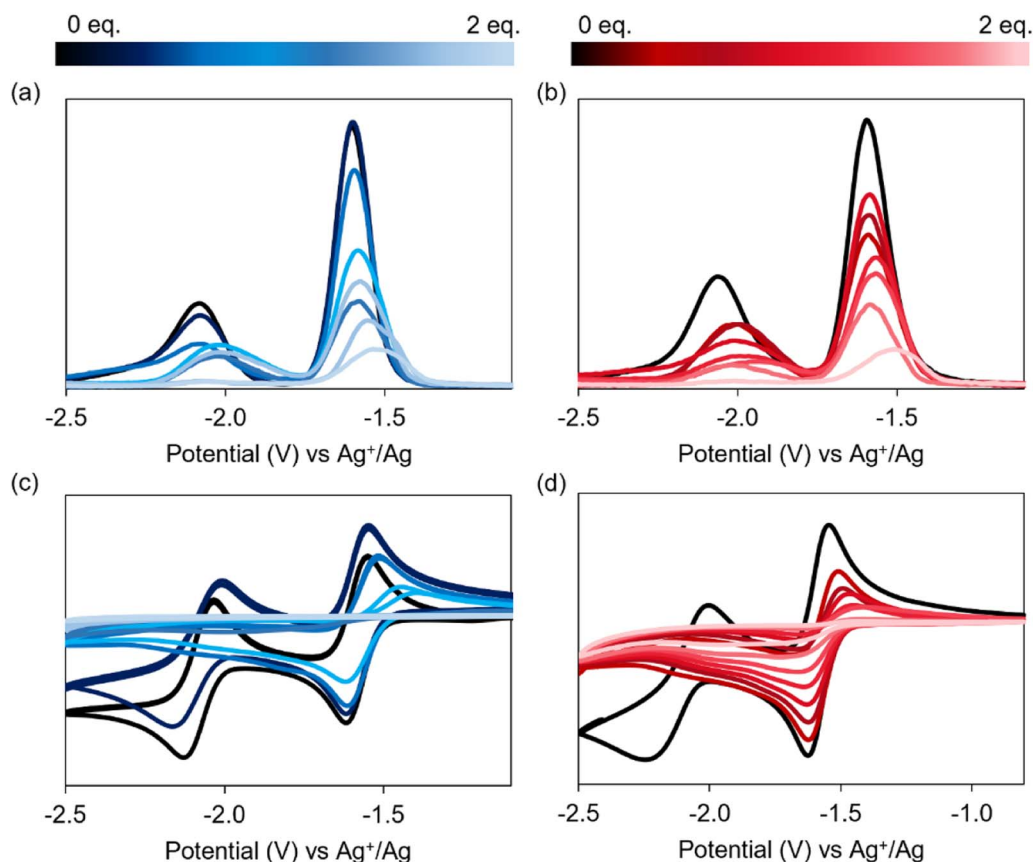 0 eq. 2 eq. 0 eq. 2 eq.
(a) (b)
-2.5 -2.0 -1.5 -2.5 -2.0 -1.5
Potential (V) vs Ag⁺/Ag Potential (V) vs Ag⁺/Ag
(c) (d)
-2.5 -2.0 -1.5 -2.5 -2.0 -1.5 -1.0
Potential (V) vs Ag⁺/Ag Potential (V) vs Ag⁺/Ag